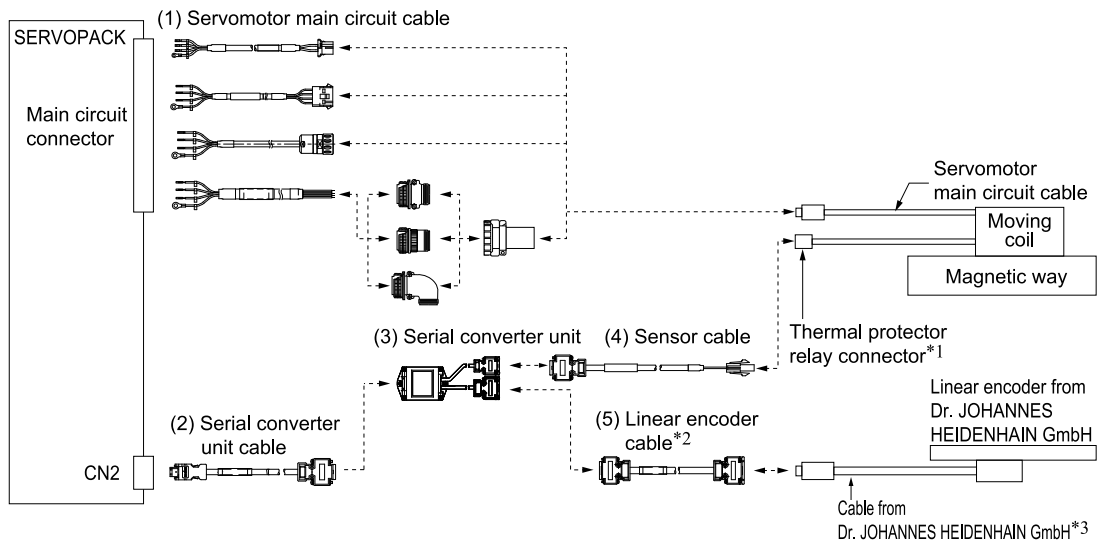 (1) Servomotor main circuit cable
SERVOPACK
Main circuit
connector
Servomotor
main circuit cable
Moving
coil
Magnetic way
Thermal protector
relay connector*1
(3) Serial converter unit
(4) Sensor cable
(2) Serial converter
unit cable
(5) Linear encoder
cable*2
Linear encoder from
Dr. JOHANNES
HEIDENHAIN GmbH
CN2
Cable from
Dr. JOHANNES HEIDENHAIN GmbH*3